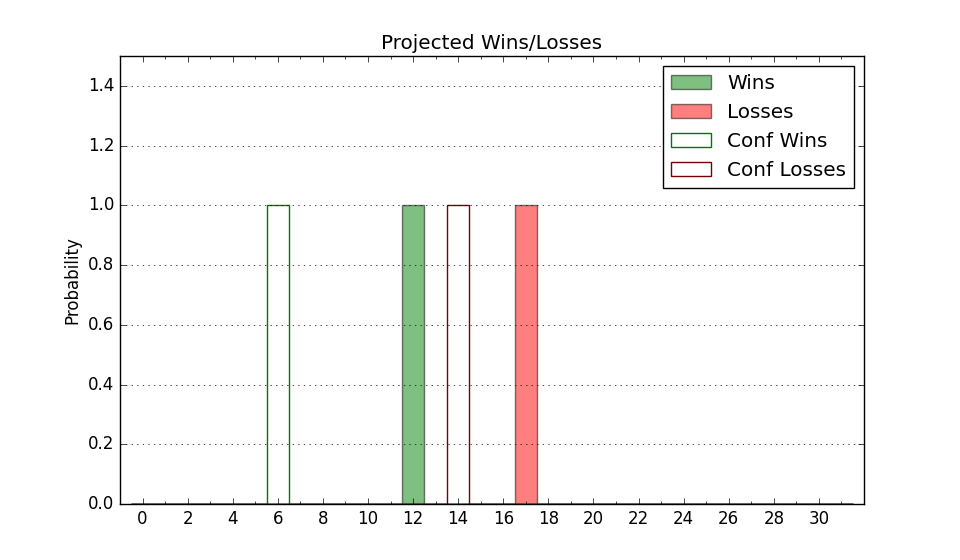 Projected Wins/Losses
Wins
Losses
Conf Wins
Conf Losses
Probability
1.4
1.2
1.0
0.8
0.6
0.4
0.2
0.0
0 2 4 6 8 10 12 14 16 18 20 22 24 26 28 30